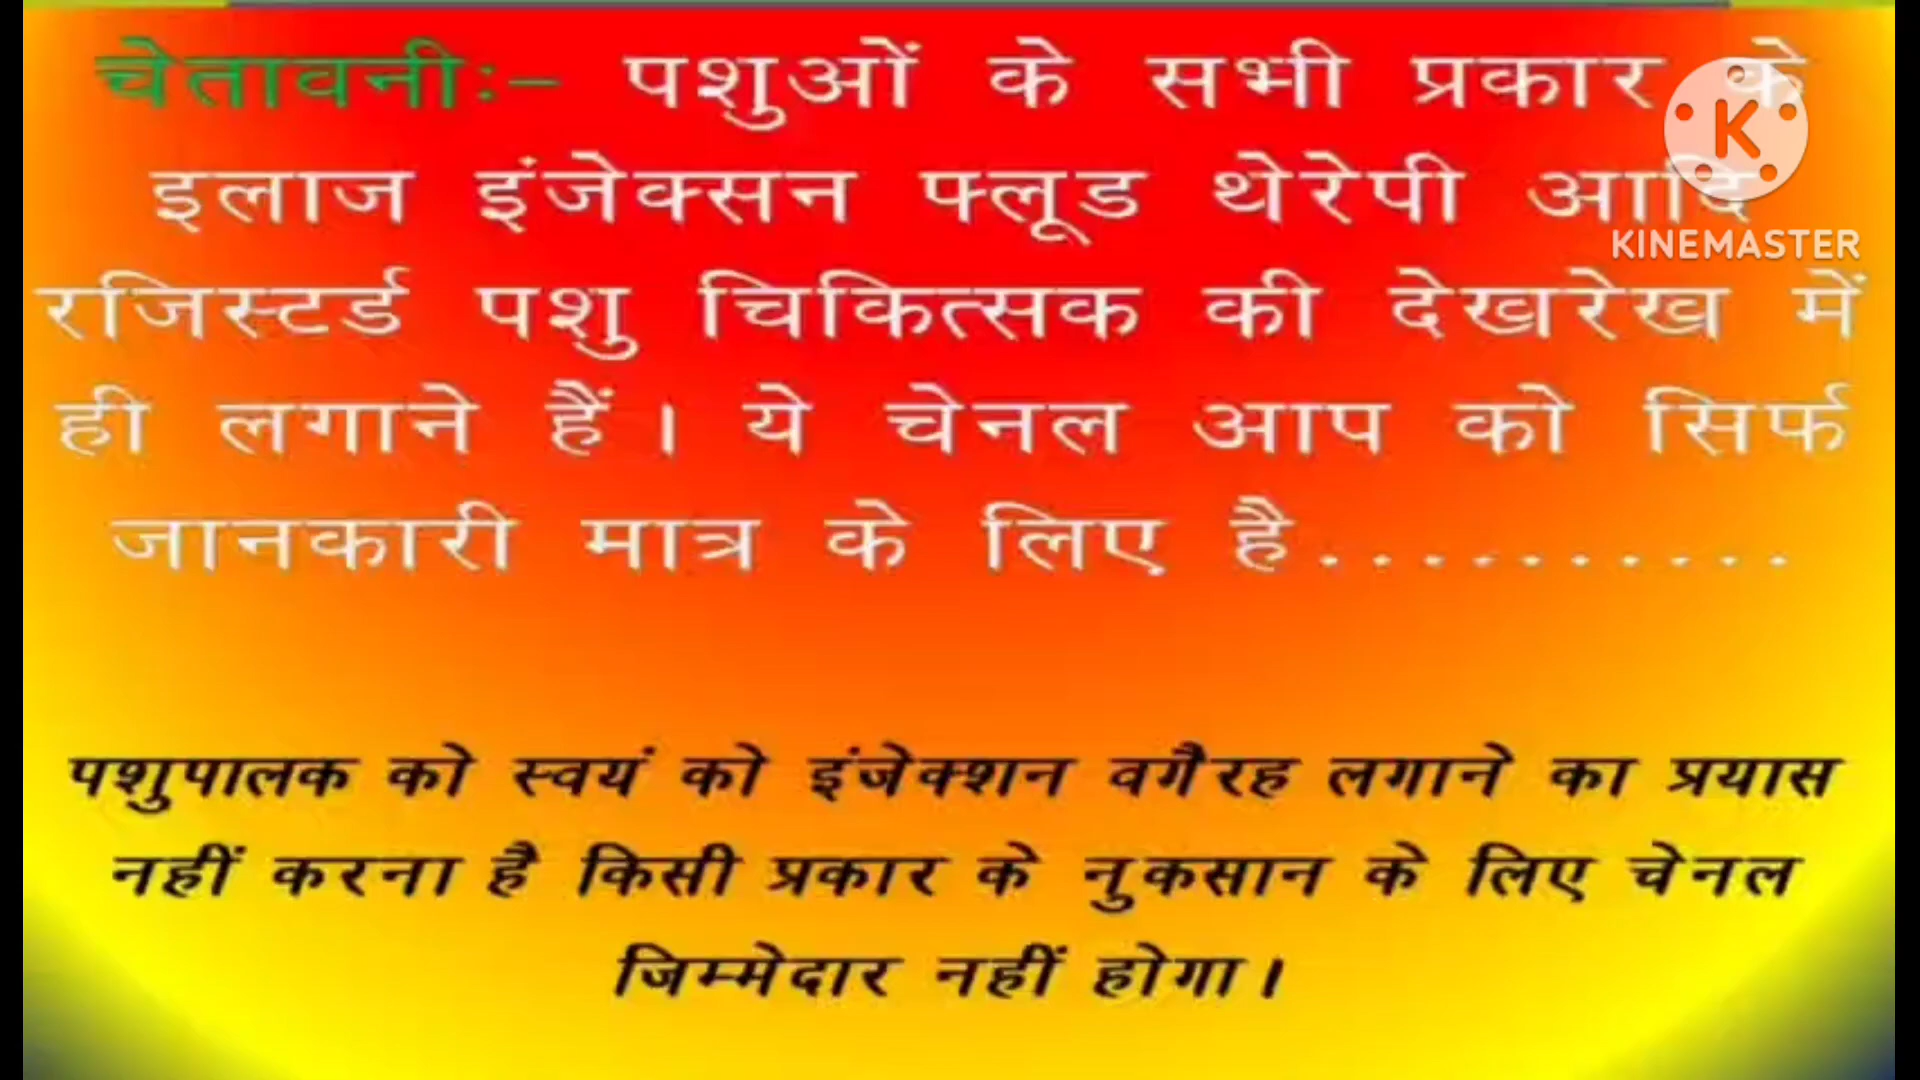 चेतावनीः– पशुओं के सभी प्रकार के
इलाज इंजेक्सन फ्लूड थेरेपी आदि
रजिस्टर्ड पशु चिकित्सक की देखरेख में
ही लगाने हैं। ये चेनल आप को सिर्फ
जानकारी मात्र के लिए है..........
पशुपालक को स्वयं को इंजेक्शन वगैरह लगाने का प्रयास
नहीं करना है किसी प्रकार के नुकसान के लिए चेनल
जिम्मेदार नहीं होगा।
K
KINEMASTER